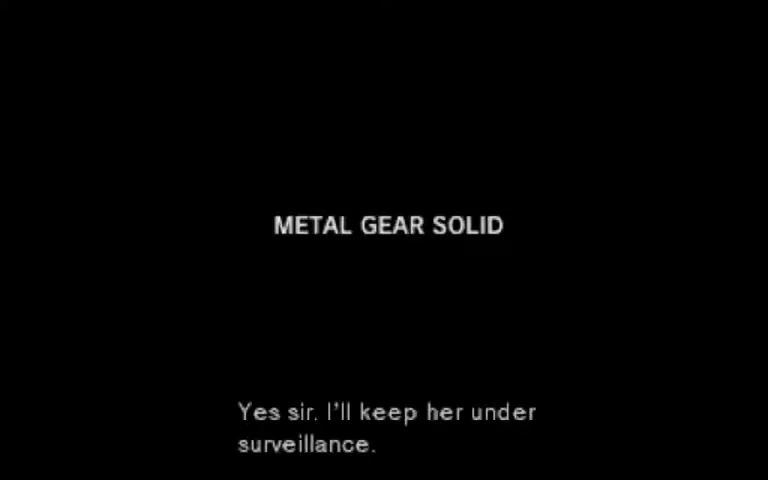 METAL GEAR SOLID
Yes sir. I'll keep her under
surveillance.